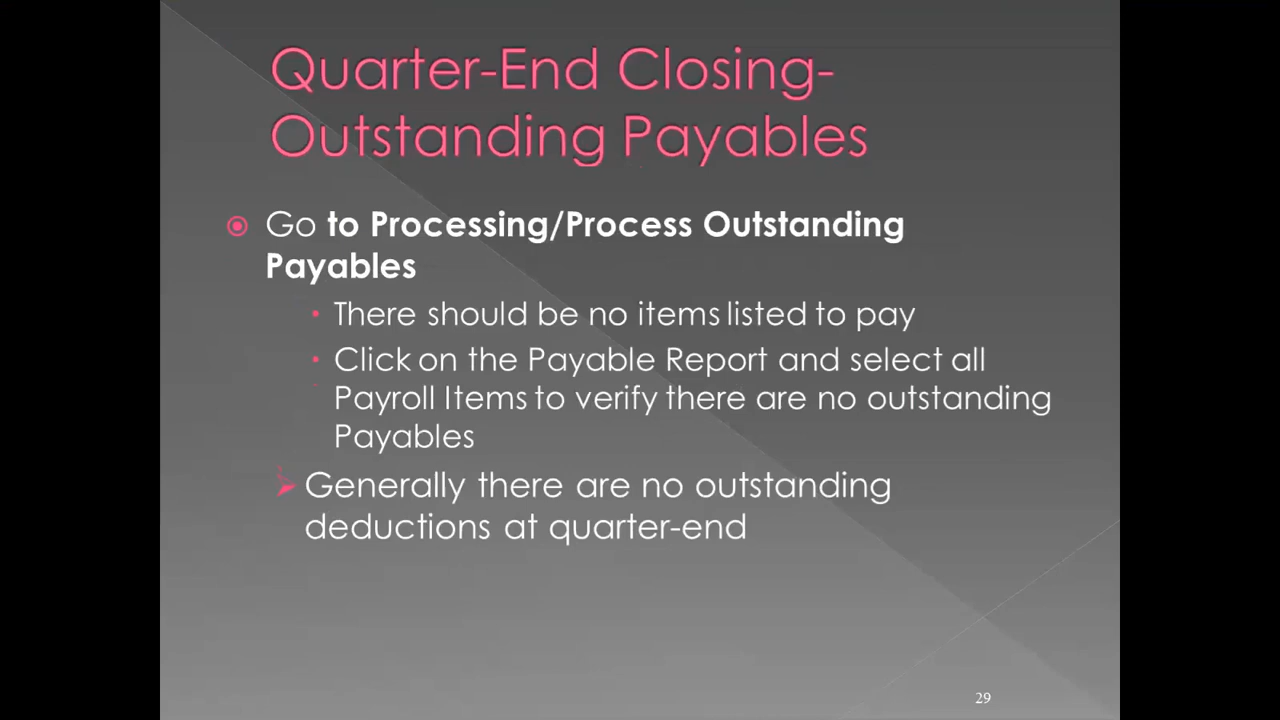 Quarter-End Closing-
Outstanding Payables
Go to Processing/Process Outstanding
Payables
There should be no items listed to pay
Click on the Payable Report and select all
Payroll Items to verify there are no outstanding
Payables
Generally there are no outstanding
deductions at quarter-end
29